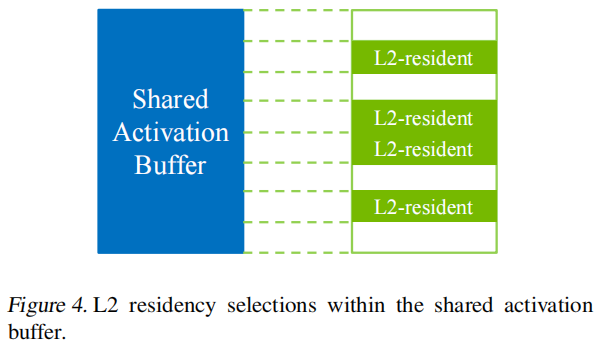 Shared
Activation
Buffer
L2-resident
L2-resident
L2-resident
L2-resident
Figure 4. L2 residency selections within the shared activation
buffer.